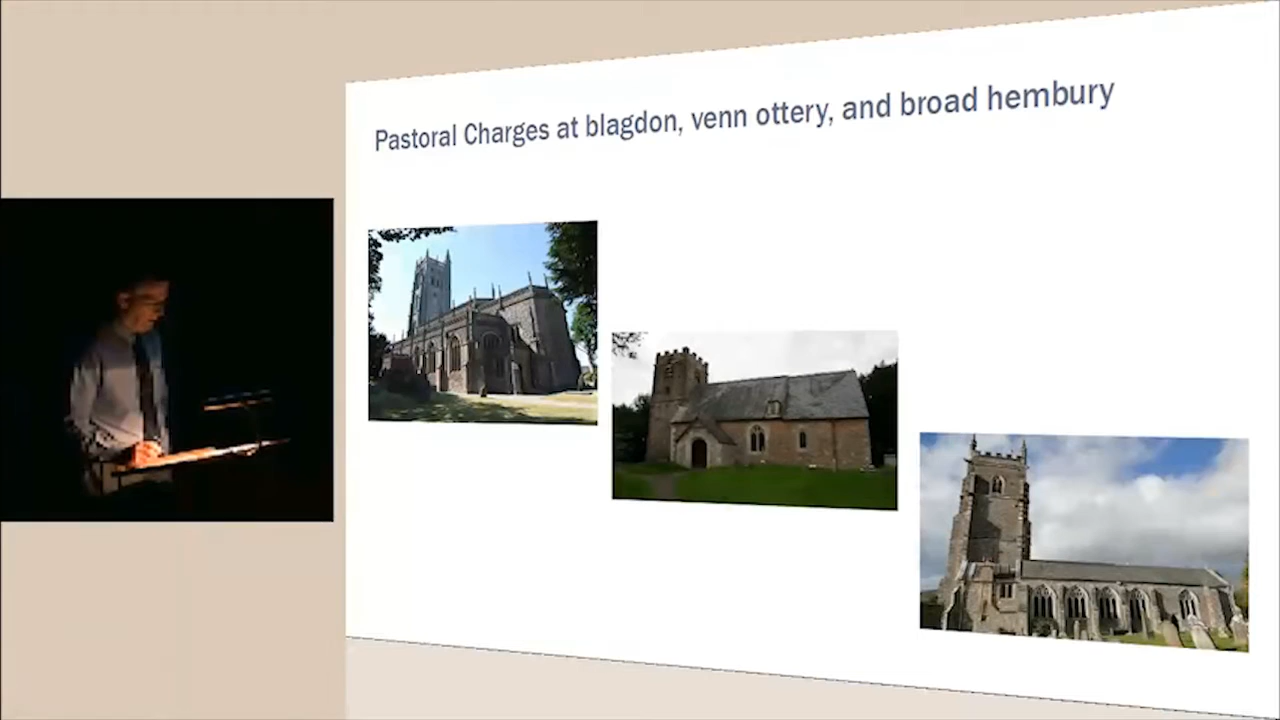 Pastoral Charges at blagdon, venn ottery, and broad hembury